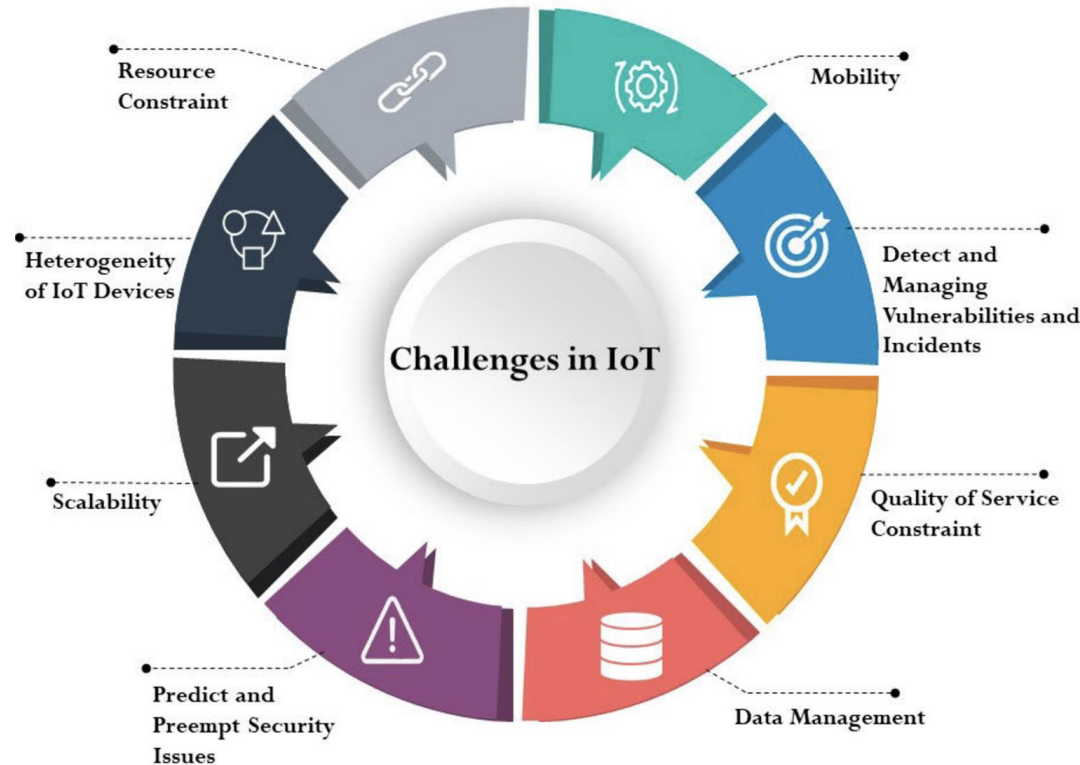 Resource
Constraint
Mobility
Heterogeneity
of IoT Devices
Detect and
Managing
Vulnerabilities and
Incidents
Challenges in IoT
Scalability
Quality of Service
Constraint
Predict and
Preempt Security
Issues
Data Management